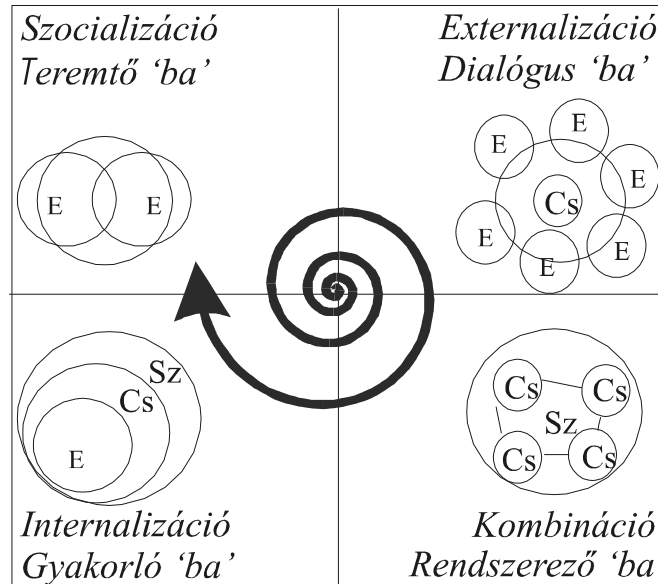 Szocializáció
Teremtő ‘ba’
E E
Externalizáció
Dialógus ‘ba’
E
E
E
Cs
E
E
E
Sz
Cs
E
Internalizáció
Gyakorló ‘ba’
Cs Cs
Sz
Cs Cs
Kombináció
Rendszerező ‘ba